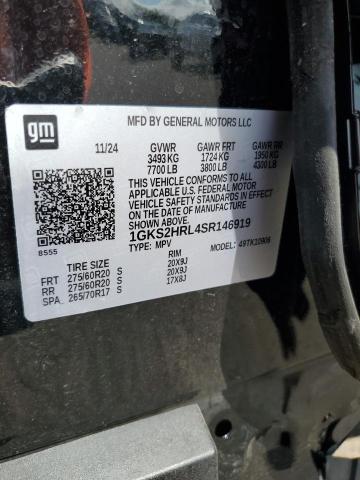 gm
MFD BY GENERAL MOTORS LLC
11/24 GVWR GAWR FRT GAWR RR
3493 KG 1724 KG 1950 KG
7700 LB 3800 LB 4300 LB
THIS VEHICLE CONFORMS TO ALL
APPLICABLE U.S. FEDERAL MOTOR
VEHICLE SAFETY STANDARDS
IN EFFECT ON THE DATE OF
MANUFACTURE SHOWN ABOVE.
1GKS2HRL4SR146919
TYPE: MPV MODEL: 49TK10906
8555
TIRE SIZE RIM
FRT 275/60R20 S 20X9J
RR 275/60R20 S 20X9J
SPA. 265/70R17 S 17X8J